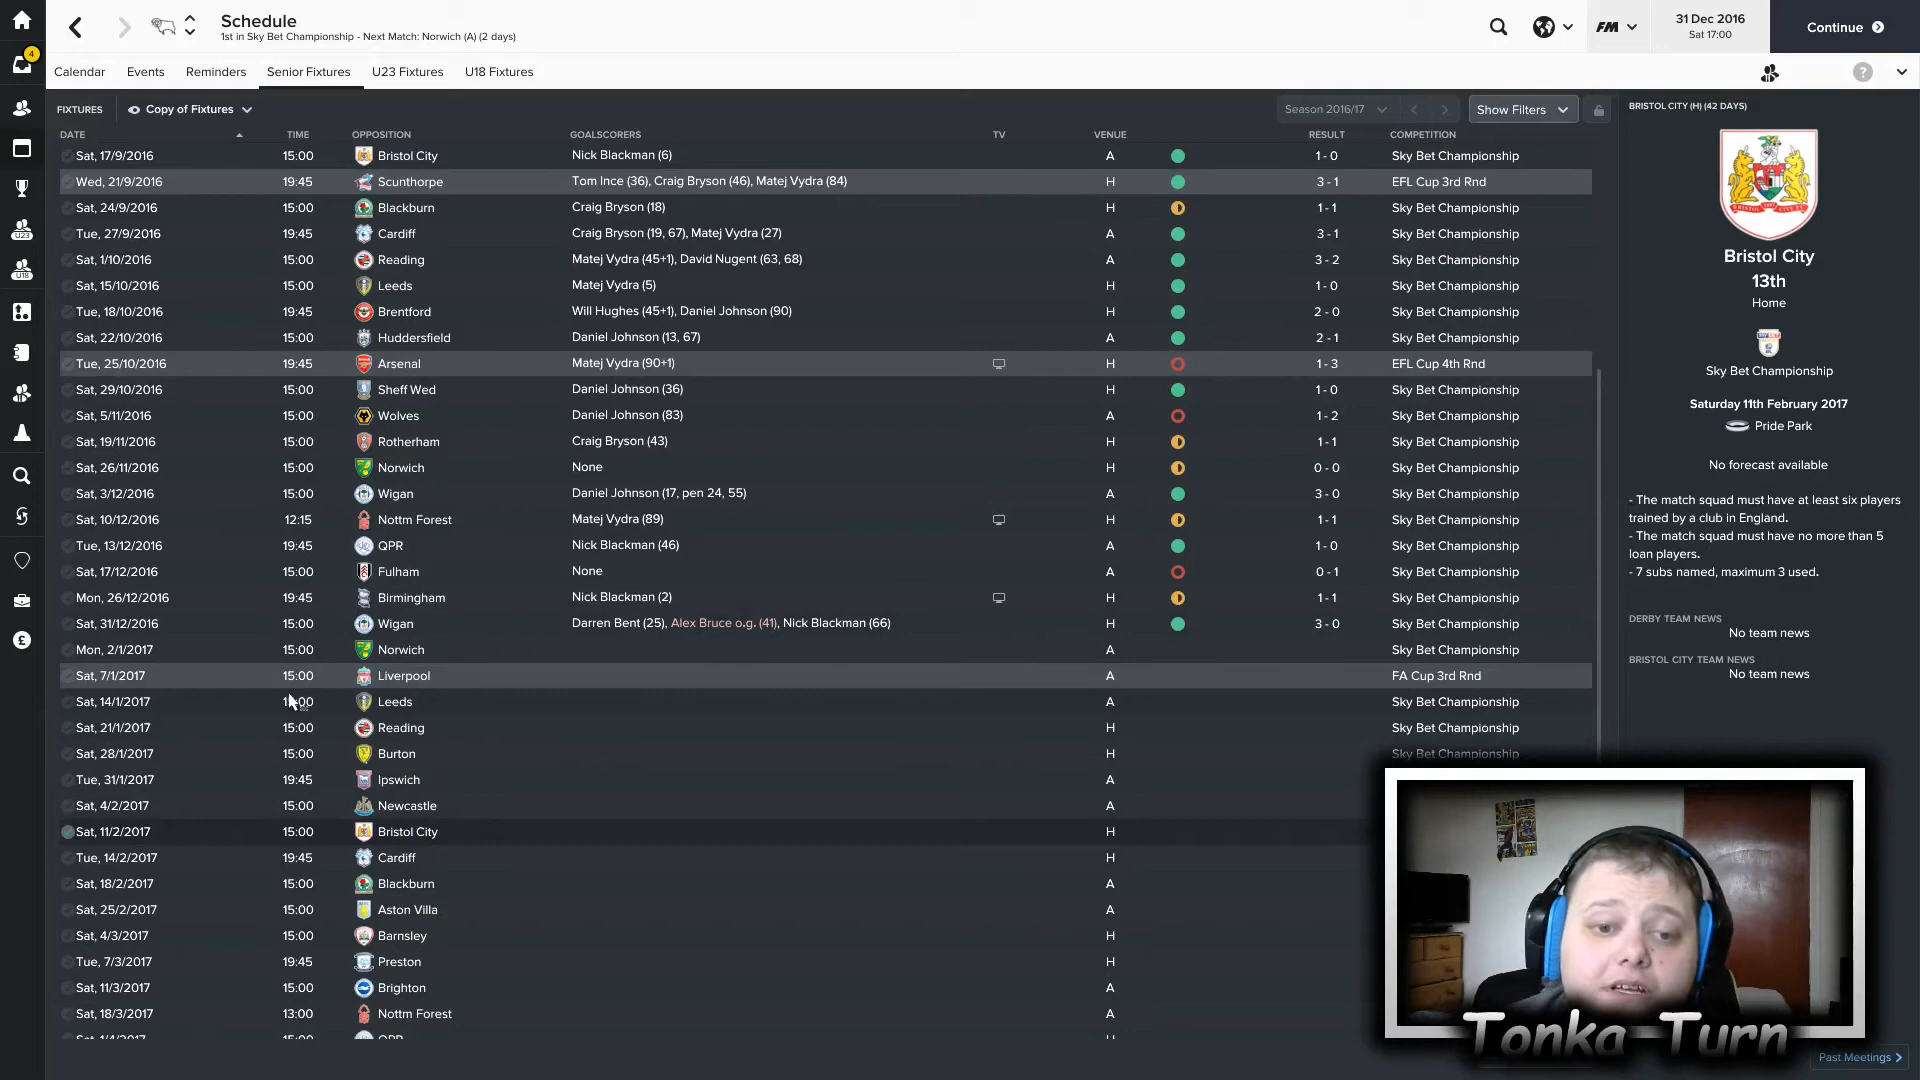 Schedule
1st in Sky Bet Championship - Next Match: Norwich (A) (2 days)
FM
31 Dec 2016
Sat 17:00
Continue
4
Calendar Events Reminders Senior Fixtures U23 Fixtures U18 Fixtures
?
FIXTURES Copy of Fixtures
Season 2016/17 Show Filters
DATE TIME OPPOSITION GOALSCORERS TV VENUE RESULT COMPETITION
Sat, 17/9/2016 15:00 Bristol City Nick Blackman (6) A 1 - 0 Sky Bet Championship
Wed, 21/9/2016 19:45 Scunthorpe Tom Ince (36), Craig Bryson (46), Matej Vydra (84) H 3 - 1 EFL Cup 3rd Rnd
Sat, 24/9/2016 15:00 Blackburn Craig Bryson (18) H 1 - 1 Sky Bet Championship
Tue, 27/9/2016 19:45 Cardiff Craig Bryson (19, 67), Matej Vydra (27) A 3 - 1 Sky Bet Championship
Sat, 1/10/2016 15:00 Reading Matej Vydra (45+1), David Nugent (63, 68) A 3 - 2 Sky Bet Championship
Sat, 15/10/2016 15:00 Leeds Matej Vydra (5) H 1 - 0 Sky Bet Championship
Tue, 18/10/2016 19:45 Brentford Will Hughes (45+1), Daniel Johnson (90) H 2 - 0 Sky Bet Championship
Sat, 22/10/2016 15:00 Huddersfield Daniel Johnson (13, 67) A 2 - 1 Sky Bet Championship
Tue, 25/10/2016 19:45 Arsenal Matej Vydra (90+1) H 1 - 3 EFL Cup 4th Rnd
Sat, 29/10/2016 15:00 Sheff Wed Daniel Johnson (36) H 1 - 0 Sky Bet Championship
Sat, 5/11/2016 15:00 Wolves Daniel Johnson (83) A 1 - 2 Sky Bet Championship
Sat, 19/11/2016 15:00 Rotherham Craig Bryson (43) H 1 - 1 Sky Bet Championship
Sat, 26/11/2016 15:00 Norwich None H 0 - 0 Sky Bet Championship
Sat, 3/12/2016 15:00 Wigan Daniel Johnson (17, pen 24, 55) A 3 - 0 Sky Bet Championship
Sat, 10/12/2016 12:15 Nottm Forest Matej Vydra (89) H 1 - 1 Sky Bet Championship
Tue, 13/12/2016 19:45 QPR Nick Blackman (46) A 1 - 0 Sky Bet Championship
Sat, 17/12/2016 15:00 Fulham None A 0 - 1 Sky Bet Championship
Mon, 26/12/2016 19:45 Birmingham Nick Blackman (2) H 1 - 1 Sky Bet Championship
Sat, 31/12/2016 15:00 Wigan Darren Bent (25), Alex Bruce o.g. (41), Nick Blackman (66) H 3 - 0 Sky Bet Championship
Mon, 2/1/2017 15:00 Norwich A Sky Bet Championship
Sat, 7/1/2017 15:00 Liverpool A FA Cup 3rd Rnd
Sat, 14/1/2017 Leeds A Sky Bet Championship
Sat, 21/1/2017 15:00 Reading H Sky Bet Championship
Sat, 28/1/2017 15:00 Burton H Sky Bet Championship
Tue, 31/1/2017 19:45 Ipswich A
Sat, 4/2/2017 15:00 Newcastle A
Sat, 11/2/2017 15:00 Bristol City H
Tue, 14/2/2017 19:45 Cardiff H
Sat, 18/2/2017 15:00 Blackburn A
Sat, 25/2/2017 15:00 Aston Villa A
Sat, 4/3/2017 15:00 Barnsley H
Tue, 7/3/2017 19:45 Preston H
Sat, 11/3/2017 15:00 Brighton A
Sat, 18/3/2017 13:00 Nottm Forest A
BRISTOL CITY (H) (42 DAYS)
Bristol City
13th
Home
Sky Bet Championship
Saturday 11th February 2017
Pride Park
No forecast available
- The match squad must have at least six players
trained by a club in England.
- The match squad must have no more than 5
loan players.
- 7 subs named, maximum 3 used.
DERBY TEAM NEWS
No team news
BRISTOL CITY TEAM NEWS
No team news
Tonka Turn
Past Meetings
U23
U18